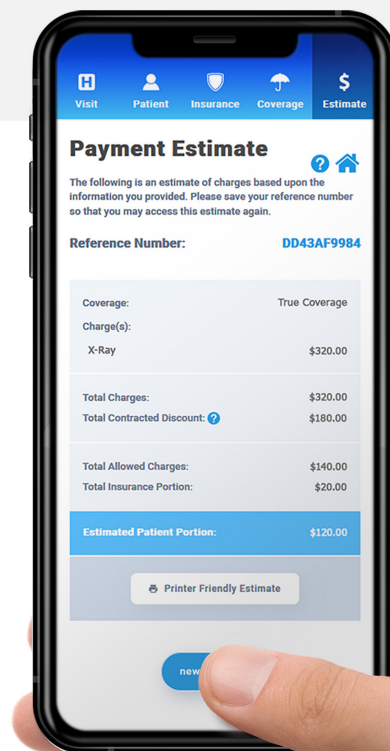 H
Visit
Patient
Insurance
Coverage
$
Estimate
Payment Estimate
?
The following is an estimate of charges based upon the
information you provided. Please save your reference number
so that you may access this estimate again.
Reference Number: DD43AF9984
Coverage: True Coverage
Charge(s):
X-Ray $320.00
Total Charges: $320.00
Total Contracted Discount: ? $180.00
Total Allowed Charges: $140.00
Total Insurance Portion: $20.00
Estimated Patient Portion: $120.00
Printer Friendly Estimate
new